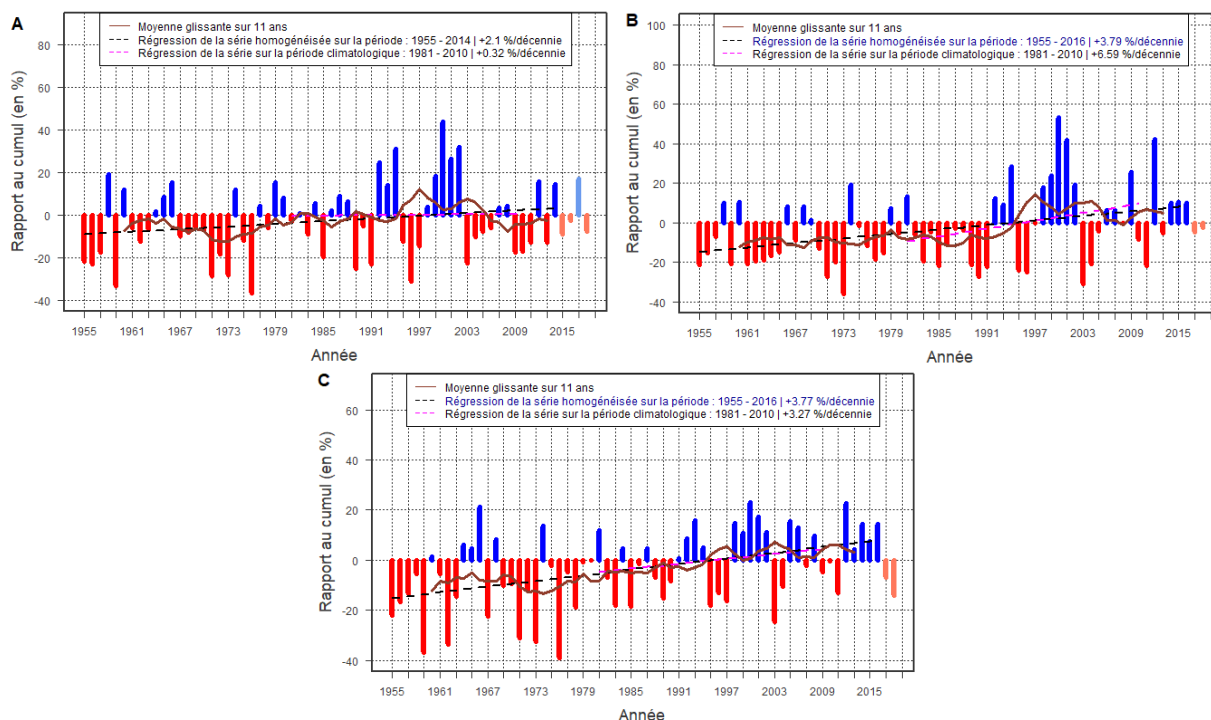 A
Moyenne glissante sur 11 ans
Régression de la série homogénéisée sur la période : 1955 - 2014 | +2.1 %/décennie
Régression de la série sur la période climatologique : 1981 - 2010 | +0.32 %/décennie
Rapport au cumul (en %)
80
60
40
20
0
-20
-40
1955 1961 1967 1973 1979 1985 1991 1997 2003 2009 2015
Année
B
Moyenne glissante sur 11 ans
Régression de la série homogénéisée sur la période : 1955 - 2016 | +3.79 %/décennie
Régression de la série sur la période climatologique : 1981 - 2010 | +6.59 %/décennie
Rapport au cumul (en %)
100
80
60
40
20
0
-20
-40
1955 1961 1967 1973 1979 1985 1991 1997 2003 2009 2015
Année
C
Moyenne glissante sur 11 ans
Régression de la série homogénéisée sur la période : 1955 - 2016 | +3.77 %/décennie
Régression de la série sur la période climatologique : 1981 - 2010 | +3.27 %/décennie
Rapport au cumul (en %)
60
40
20
0
-20
-40
1955 1961 1967 1973 1979 1985 1991 1997 2003 2009 2015
Année